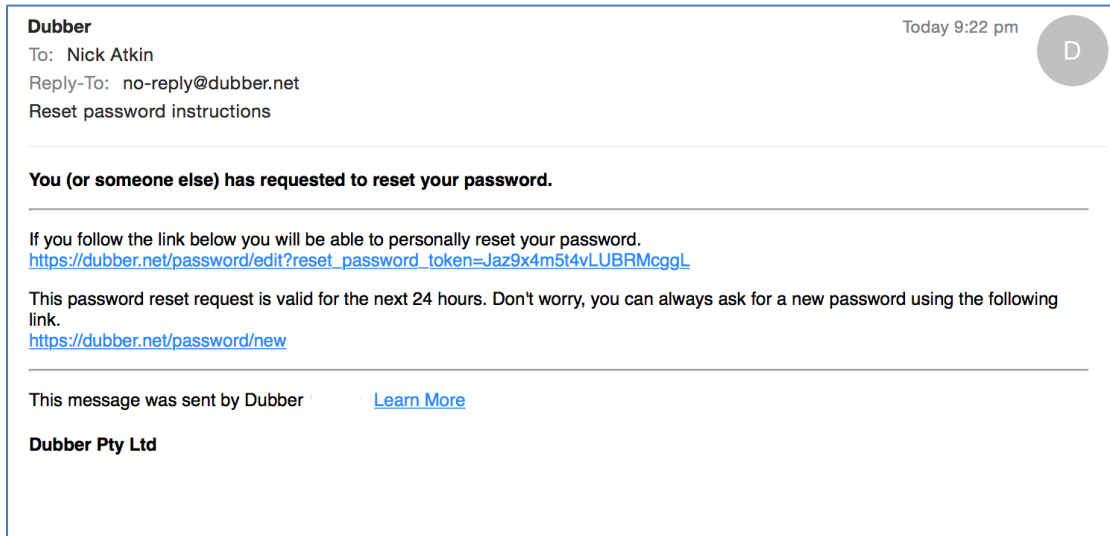 Dubber
Today 9:22 pm
D
To: Nick Atkin
Reply-To: no-reply@dubber.net
Reset password instructions
You (or someone else) has requested to reset your password.
If you follow the link below you will be able to personally reset your password.
https://dubber.net/password/edit?reset_password_token=Jaz9x4m5t4vLUBRMcggL
This password reset request is valid for the next 24 hours. Don't worry, you can always ask for a new password using the following
link.
https://dubber.net/password/new
This message was sent by Dubber Learn More
Dubber Pty Ltd